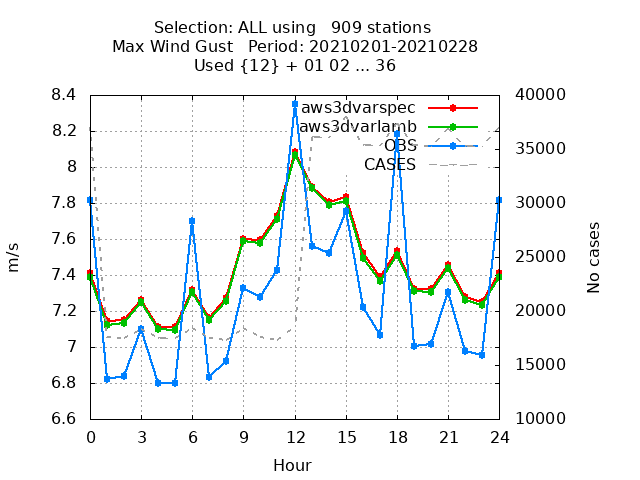 Selection: ALL using   909 stations
Max Wind Gust   Period: 20210201-20210228
Used {12} + 01 02 ... 36
8.4
8.2
8
7.8
7.6
7.4
7.2
7
6.8
6.6
m/s
aws3dvarspec
aws3dvarlamb
OBS
CASES
40000
35000
30000
25000
20000
15000
10000
No cases
0 3 6 9 12 15 18 21 24
Hour